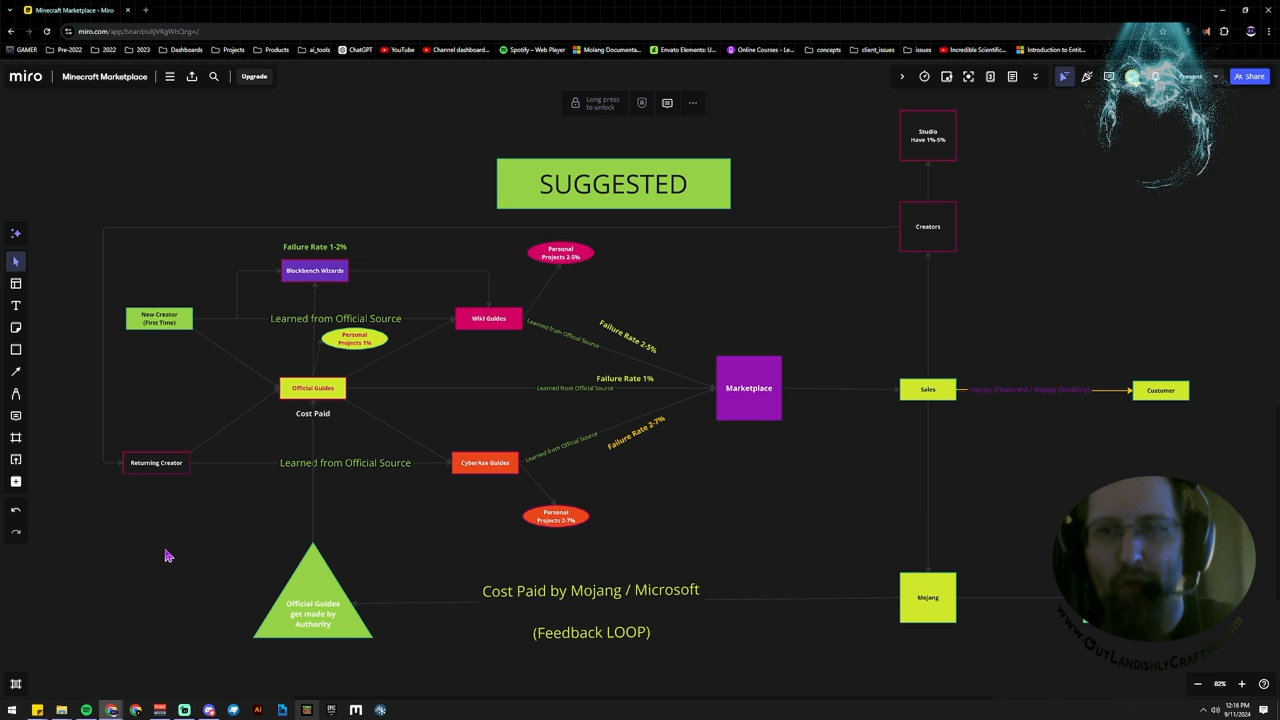 Minecraft Marketplace - Miro
miro.com/app/board/uXjVKgWbQcg=/
GAMER
Pre-2022
2022
2023
Dashboards
Projects
Products
ai_tools
ChatGPT
YouTube
Channel dashboard...
Spotify – Web Player
Molang Documenta...
Envato Elements: U...
Online Courses - Le...
concepts
client_issues
issues
Incredible Scientific...
Introduction to Entit...
miro
Minecraft Marketplace
Upgrade
Present
Share
Long press
to unlock
Studio
Have 1%-5%
SUGGESTED
Creators
Failure Rate 1-2%
Personal
Projects 2-5%
Blockbench Wizards
New Creator
(First Time)
Learned from Official Source
Wiki Guides
Learned from Official Source
Failure Rate 2-5%
Personal
Projects 1%
Official Guides
Cost Paid
Failure Rate 1%
Learned from Official Source
Marketplace
Sales
Happy (Features) / Happy (Stability)
Customer
Learned from Official Source
Failure Rate 2-7%
Returning Creator
Learned from Official Source
CyberAxe Guides
Personal
Projects 2-7%
Official Guides
get made by
Authority
Cost Paid by Mojang / Microsoft
(Feedback LOOP)
Mojang
www.OutLandishlyCrafted.com
82%
12:16 PM
9/11/2024